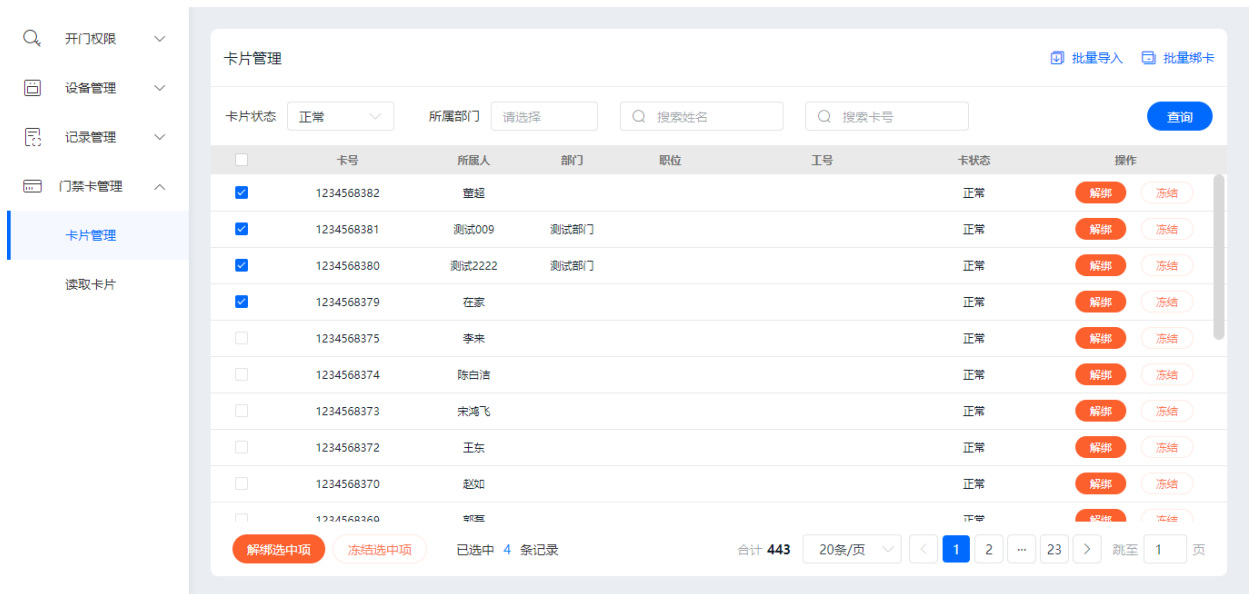 开门权限
设备管理
记录管理
门禁卡管理
卡片管理
读取卡片
卡片管理 批量导入 批量绑卡
卡片状态 正常 所属部门 请选择 搜索姓名 搜索卡号 查询
卡号 所属人 部门 职位 工号 卡状态 操作
1234568382 董超 正常 解绑 冻结
1234568381 测试009 测试部门 正常 解绑 冻结
1234568380 测试2222 测试部门 正常 解绑 冻结
1234568379 在家 正常 解绑 冻结
1234568375 李来 正常 解绑 冻结
1234568374 陈白洁 正常 解绑 冻结
1234568373 宋鸿飞 正常 解绑 冻结
1234568372 王东 正常 解绑 冻结
1234568370 赵如 正常 解绑 冻结
1234568369 郭磊 正常 解绑 冻结
解绑选中项 冻结选中项 已选中 4 条记录 合计 443 20条/页 1 2 ··· 23 跳至 1 页